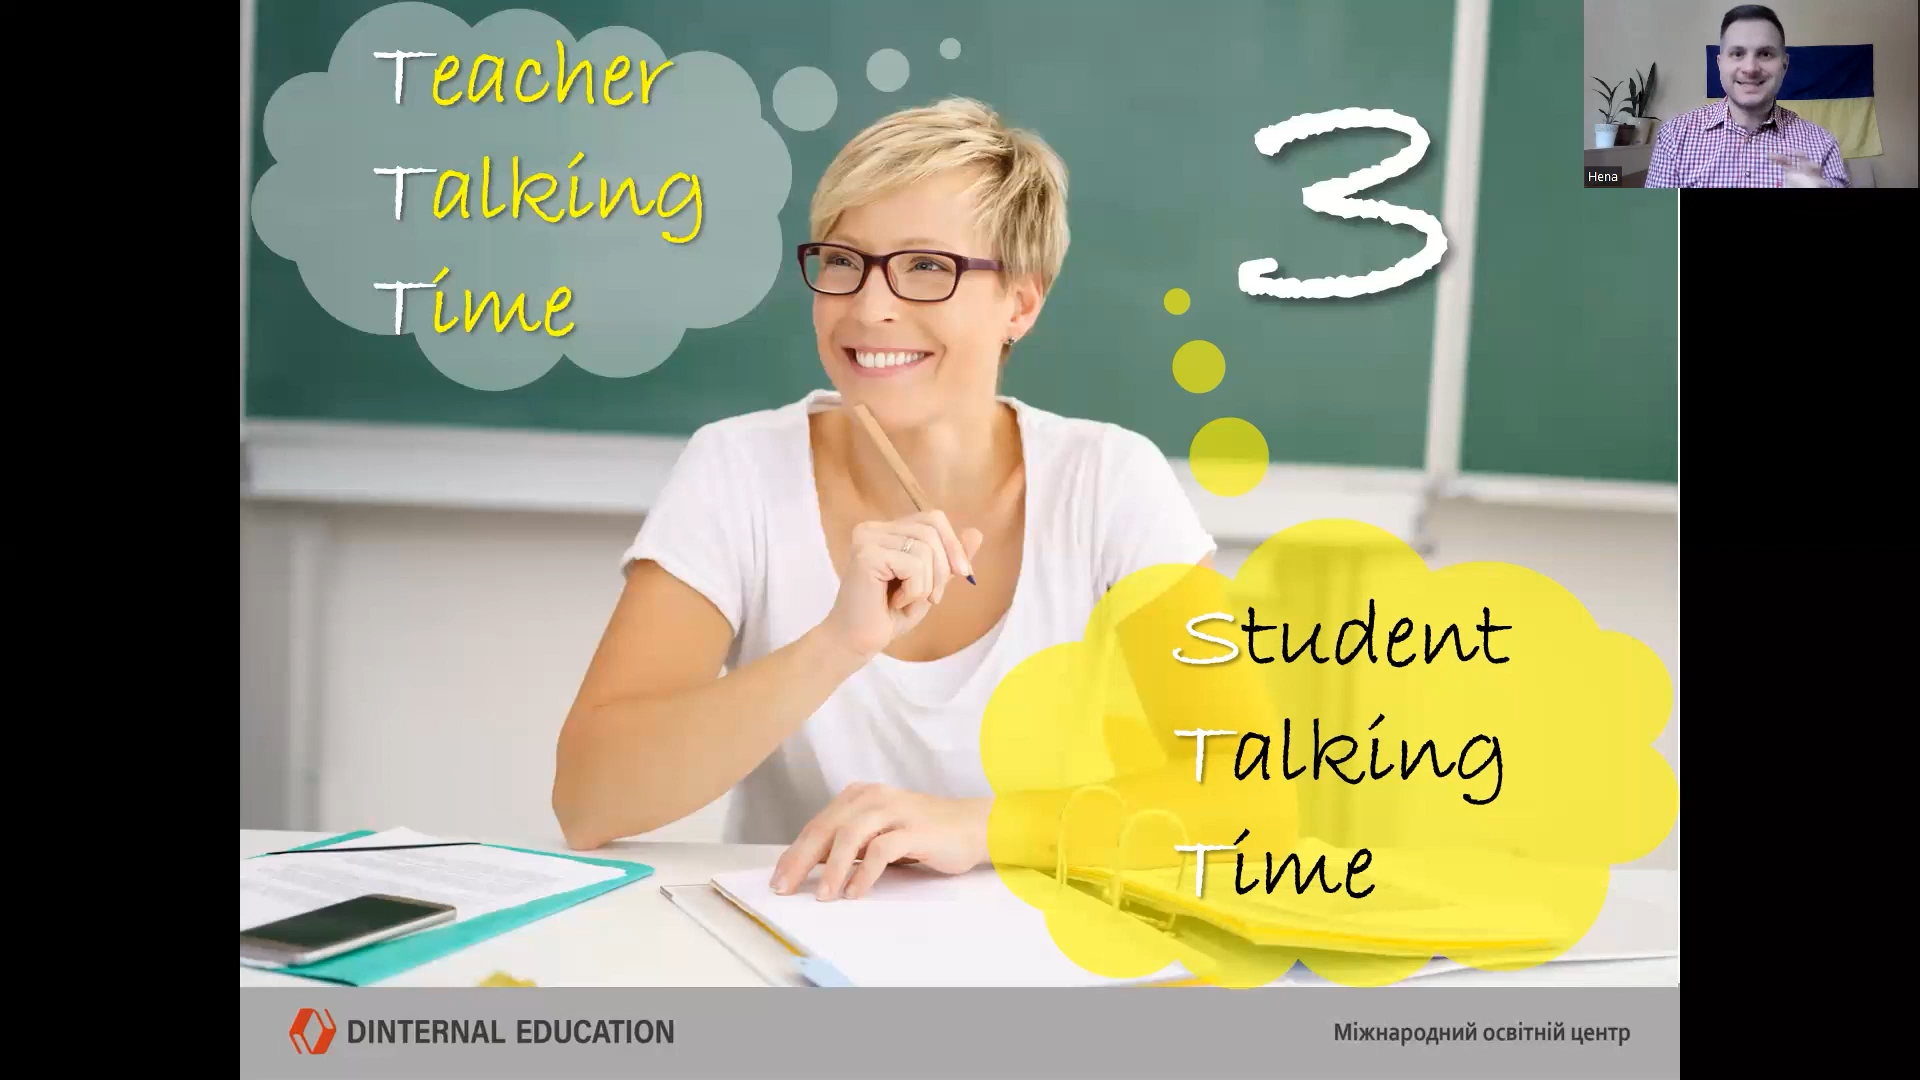 Teacher
Talking
Time
3
Hena
Student
Talking
Time
DINTERNAL EDUCATION
Міжнародний освітній центр